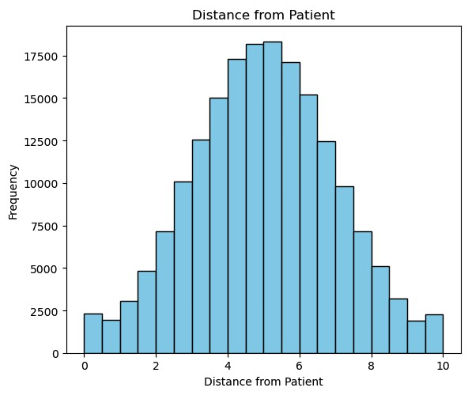 Distance from Patient
17500
15000
12500
10000
7500
5000
2500
0
Frequency
0 2 4 6 8 10
Distance from Patient